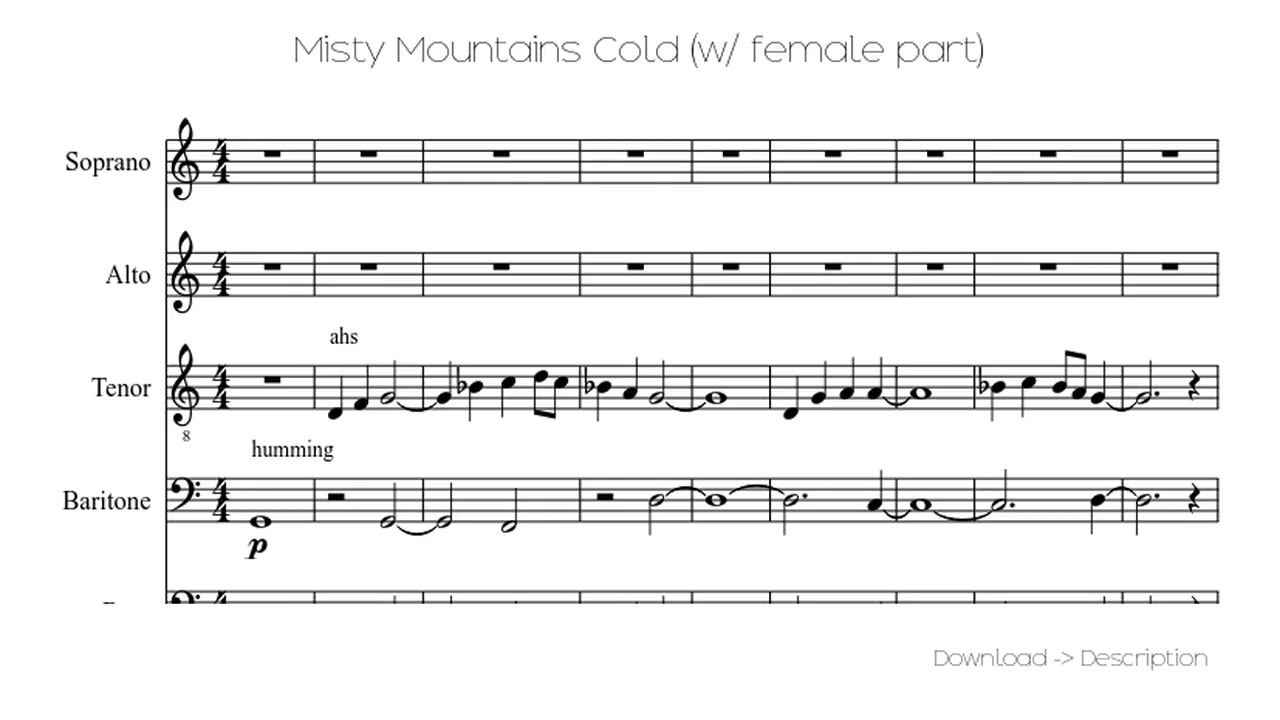 Misty Mountains Cold (w/ female part)
Soprano
Alto
ahs
Tenor
8
humming
Baritone
p
Download -> Description